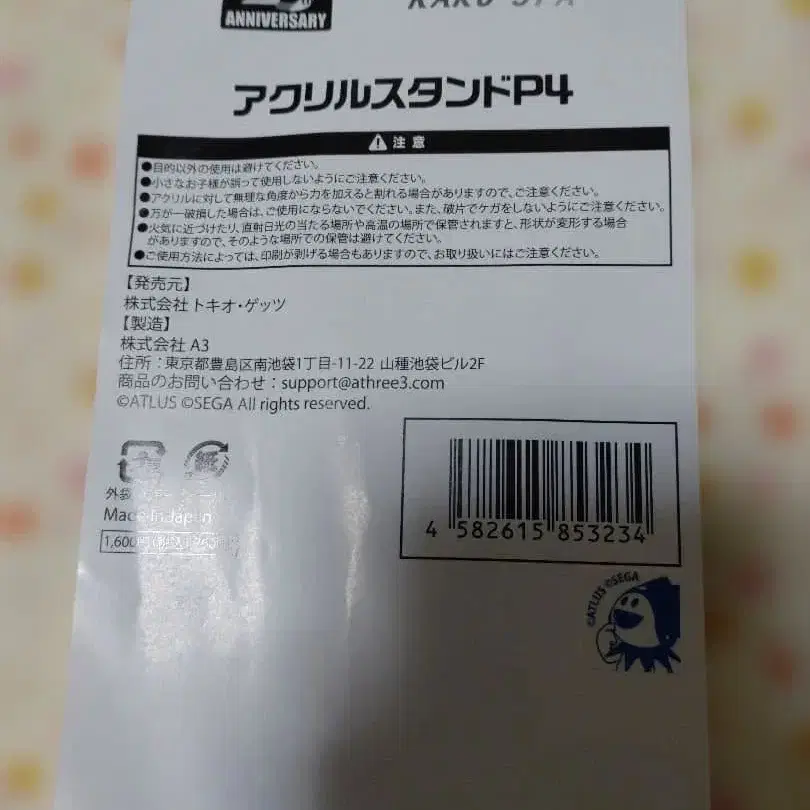 ANNIVERSARY
アクリルスタンドP4
注意
●目的以外の使用は避けてください。
●小さなお子様が誤って使用しないようにご注意ください。
●アクリルに対して無理な角度から力を加えると割れる場合がありますので、ご注意ください。
●万が一破損した場合は、ご使用にならないでください。また、破片でケガをしないようにご注意ください。
●火気に近づけたり、直射日光の当たる場所や高温の場所で保管されますと、形状が変形する場合
がありますので、そのような場所での保管は避けてください。
●ご使用方法によっては、印刷が剥げる場合もありますので、お取り扱いにはご注意ください。
【発売元】
株式会社トキオ・ゲッツ
【製造】
株式会社 A3
住所：東京都豊島区南池袋1丁目-11-22 山種池袋ビル2F
商品のお問い合わせ：support@athree3.com
©ATLUS ©SEGA All rights reserved.
紙
外袋
Made in Japan
1,600
4 582615 853234
©ATLUS ©SEGA